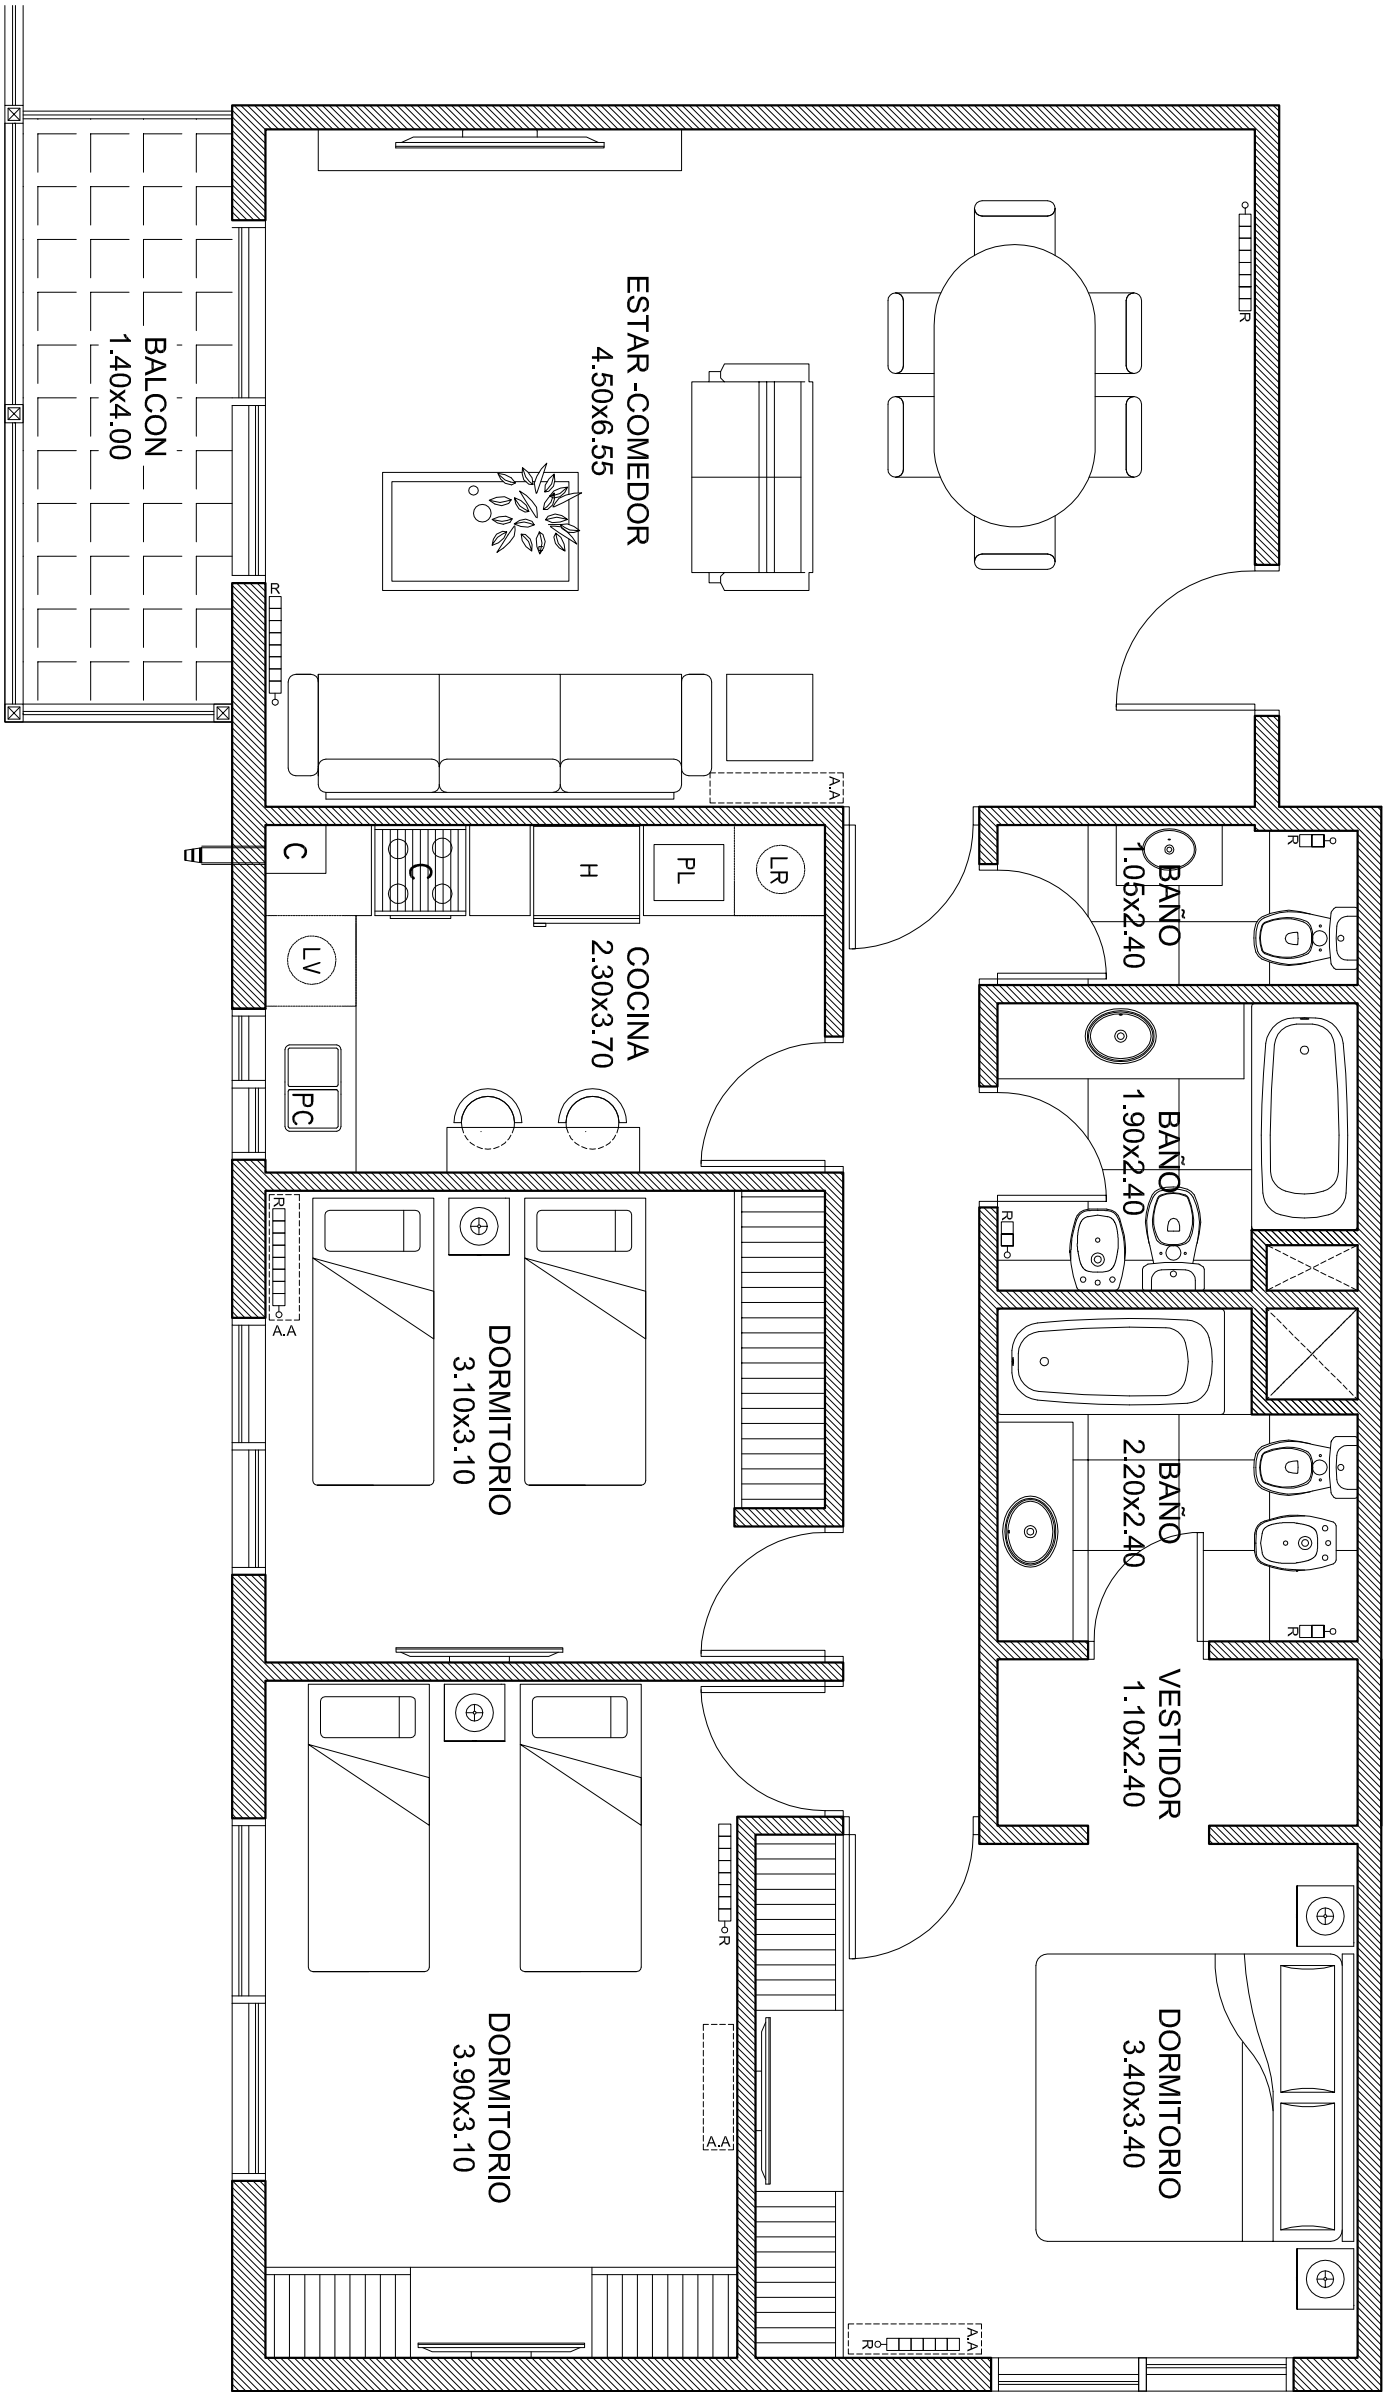 BALCON
1.40x4.00
ESTAR -COMEDOR
4.50x6.55
R
R
A.A
C
C
H
PL
LR
LV
PC
COCINA
2.30x3.70
BAÑO
1.05x2.40
R
BAÑO
1.90x2.40
R
BAÑO
2.20x2.40
R
VESTIDOR
1.10x2.40
DORMITORIO
3.10x3.10
R
A.A
DORMITORIO
3.90x3.10
R
A.A
DORMITORIO
3.40x3.40
A.A
R